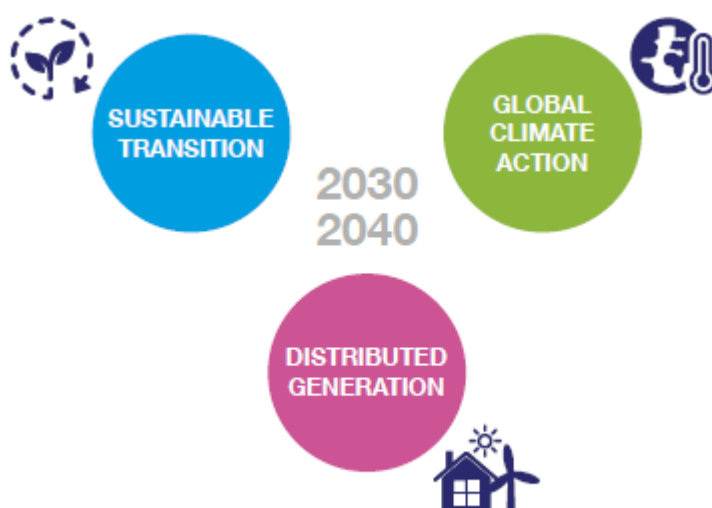 SUSTAINABLE
TRANSITION
GLOBAL
CLIMATE
ACTION
2030
2040
DISTRIBUTED
GENERATION